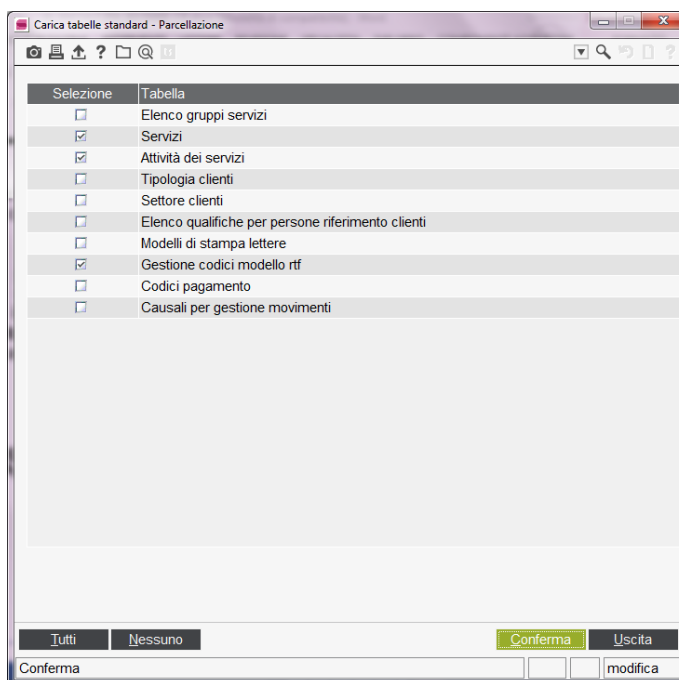 Carica tabelle standard - Parcellazione
Selezione Tabella
Elenco gruppi servizi
Servizi
Attività dei servizi
Tipologia clienti
Settore clienti
Elenco qualifiche per persone riferimento clienti
Modelli di stampa lettere
Gestione codici modello rtf
Codici pagamento
Causali per gestione movimenti
Tutti Nessuno Conferma Uscita
Conferma modifica